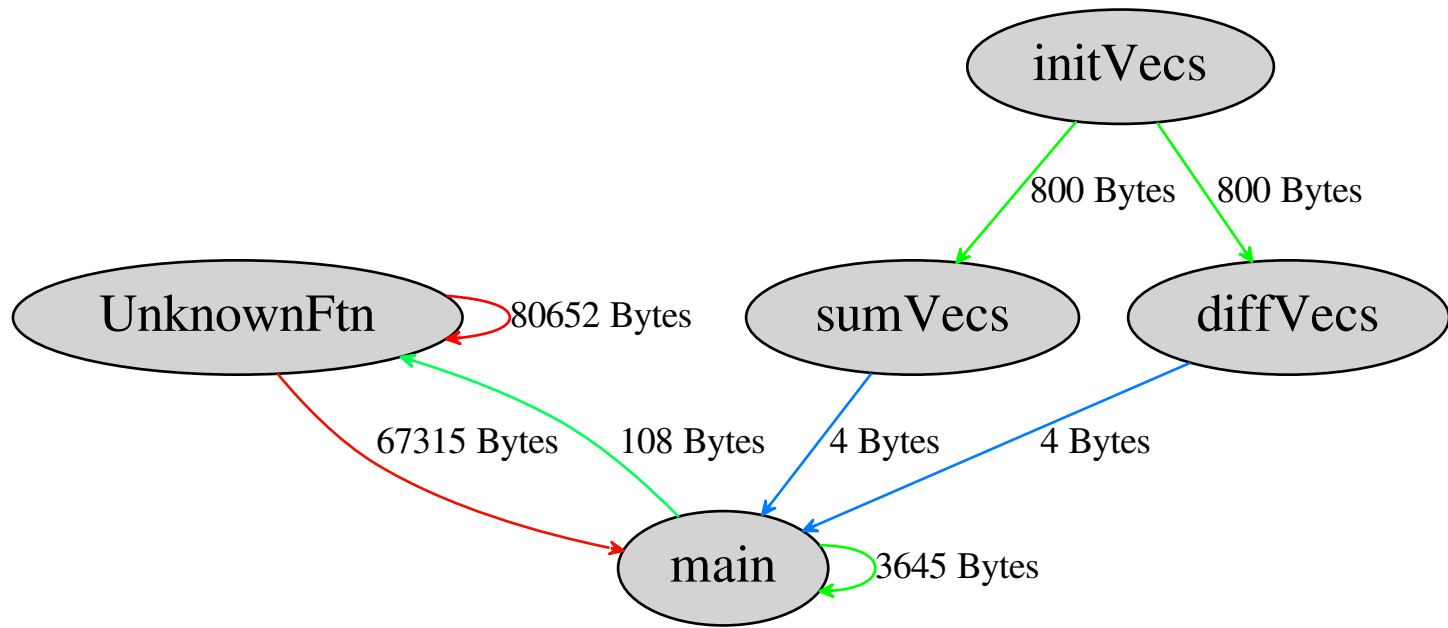 initVecs
800 Bytes
800 Bytes
UnknownFtn
80652 Bytes
sumVecs
diffVecs
67315 Bytes
108 Bytes
4 Bytes
4 Bytes
main
3645 Bytes